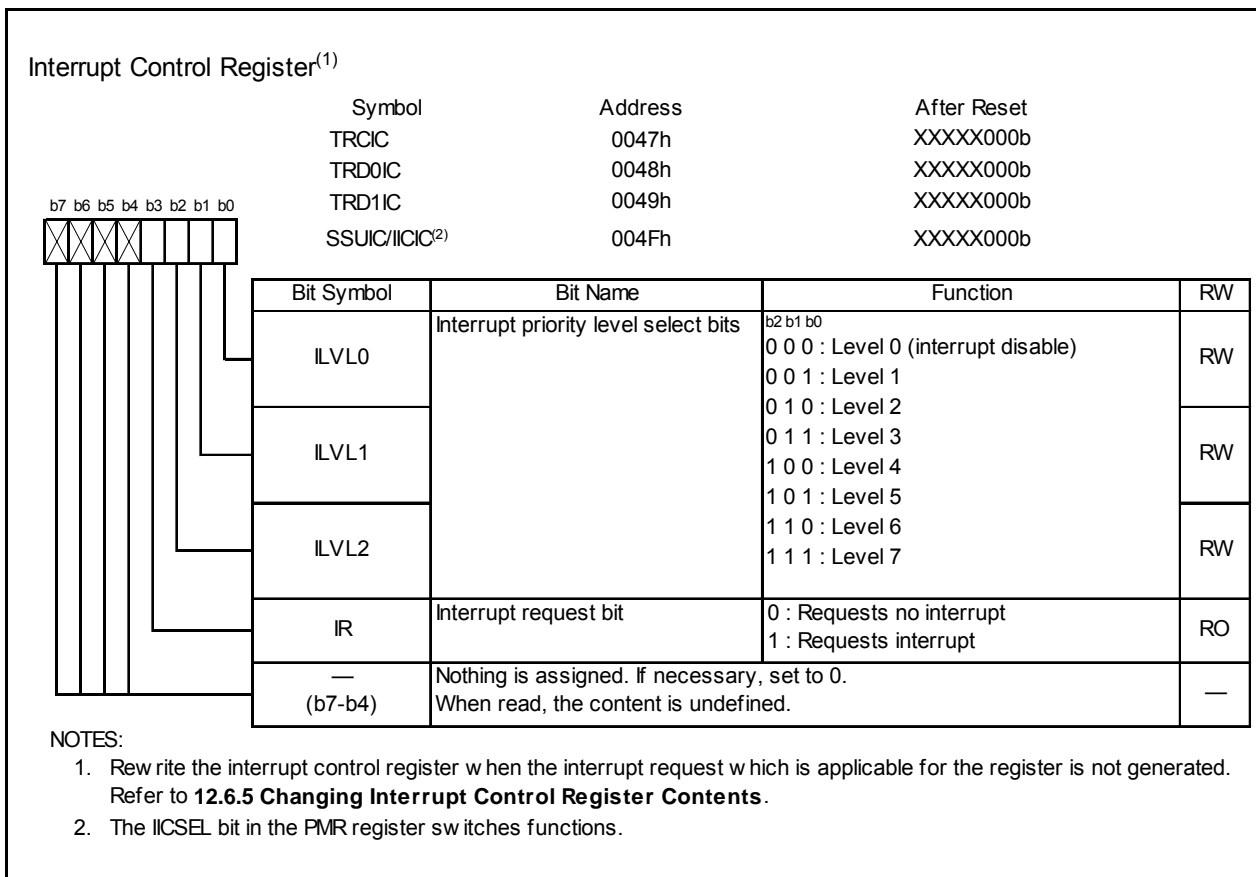 Interrupt Control Register(1)
Symbol Address After Reset
TRCIC 0047h XXXXX000b
TRD0IC 0048h XXXXX000b
TRD1IC 0049h XXXXX000b
SSUIC/IICIC(2) 004Fh XXXXX000b
b7 b6 b5 b4 b3 b2 b1 b0
Bit Symbol Bit Name Function RW
ILVL0 Interrupt priority level select bits b2 b1 b0
0 0 0 : Level 0 (interrupt disable) RW
0 0 1 : Level 1
0 1 0 : Level 2
ILVL1 0 1 1 : Level 3 RW
1 0 0 : Level 4
1 0 1 : Level 5
ILVL2 1 1 0 : Level 6 RW
1 1 1 : Level 7
IR Interrupt request bit 0 : Requests no interrupt RO
1 : Requests interrupt
— Nothing is assigned. If necessary, set to 0. —
(b7-b4) When read, the content is undefined.
NOTES:
1. Rewrite the interrupt control register when the interrupt request which is applicable for the register is not generated.
Refer to 12.6.5 Changing Interrupt Control Register Contents.
2. The IICSEL bit in the PMR register switches functions.